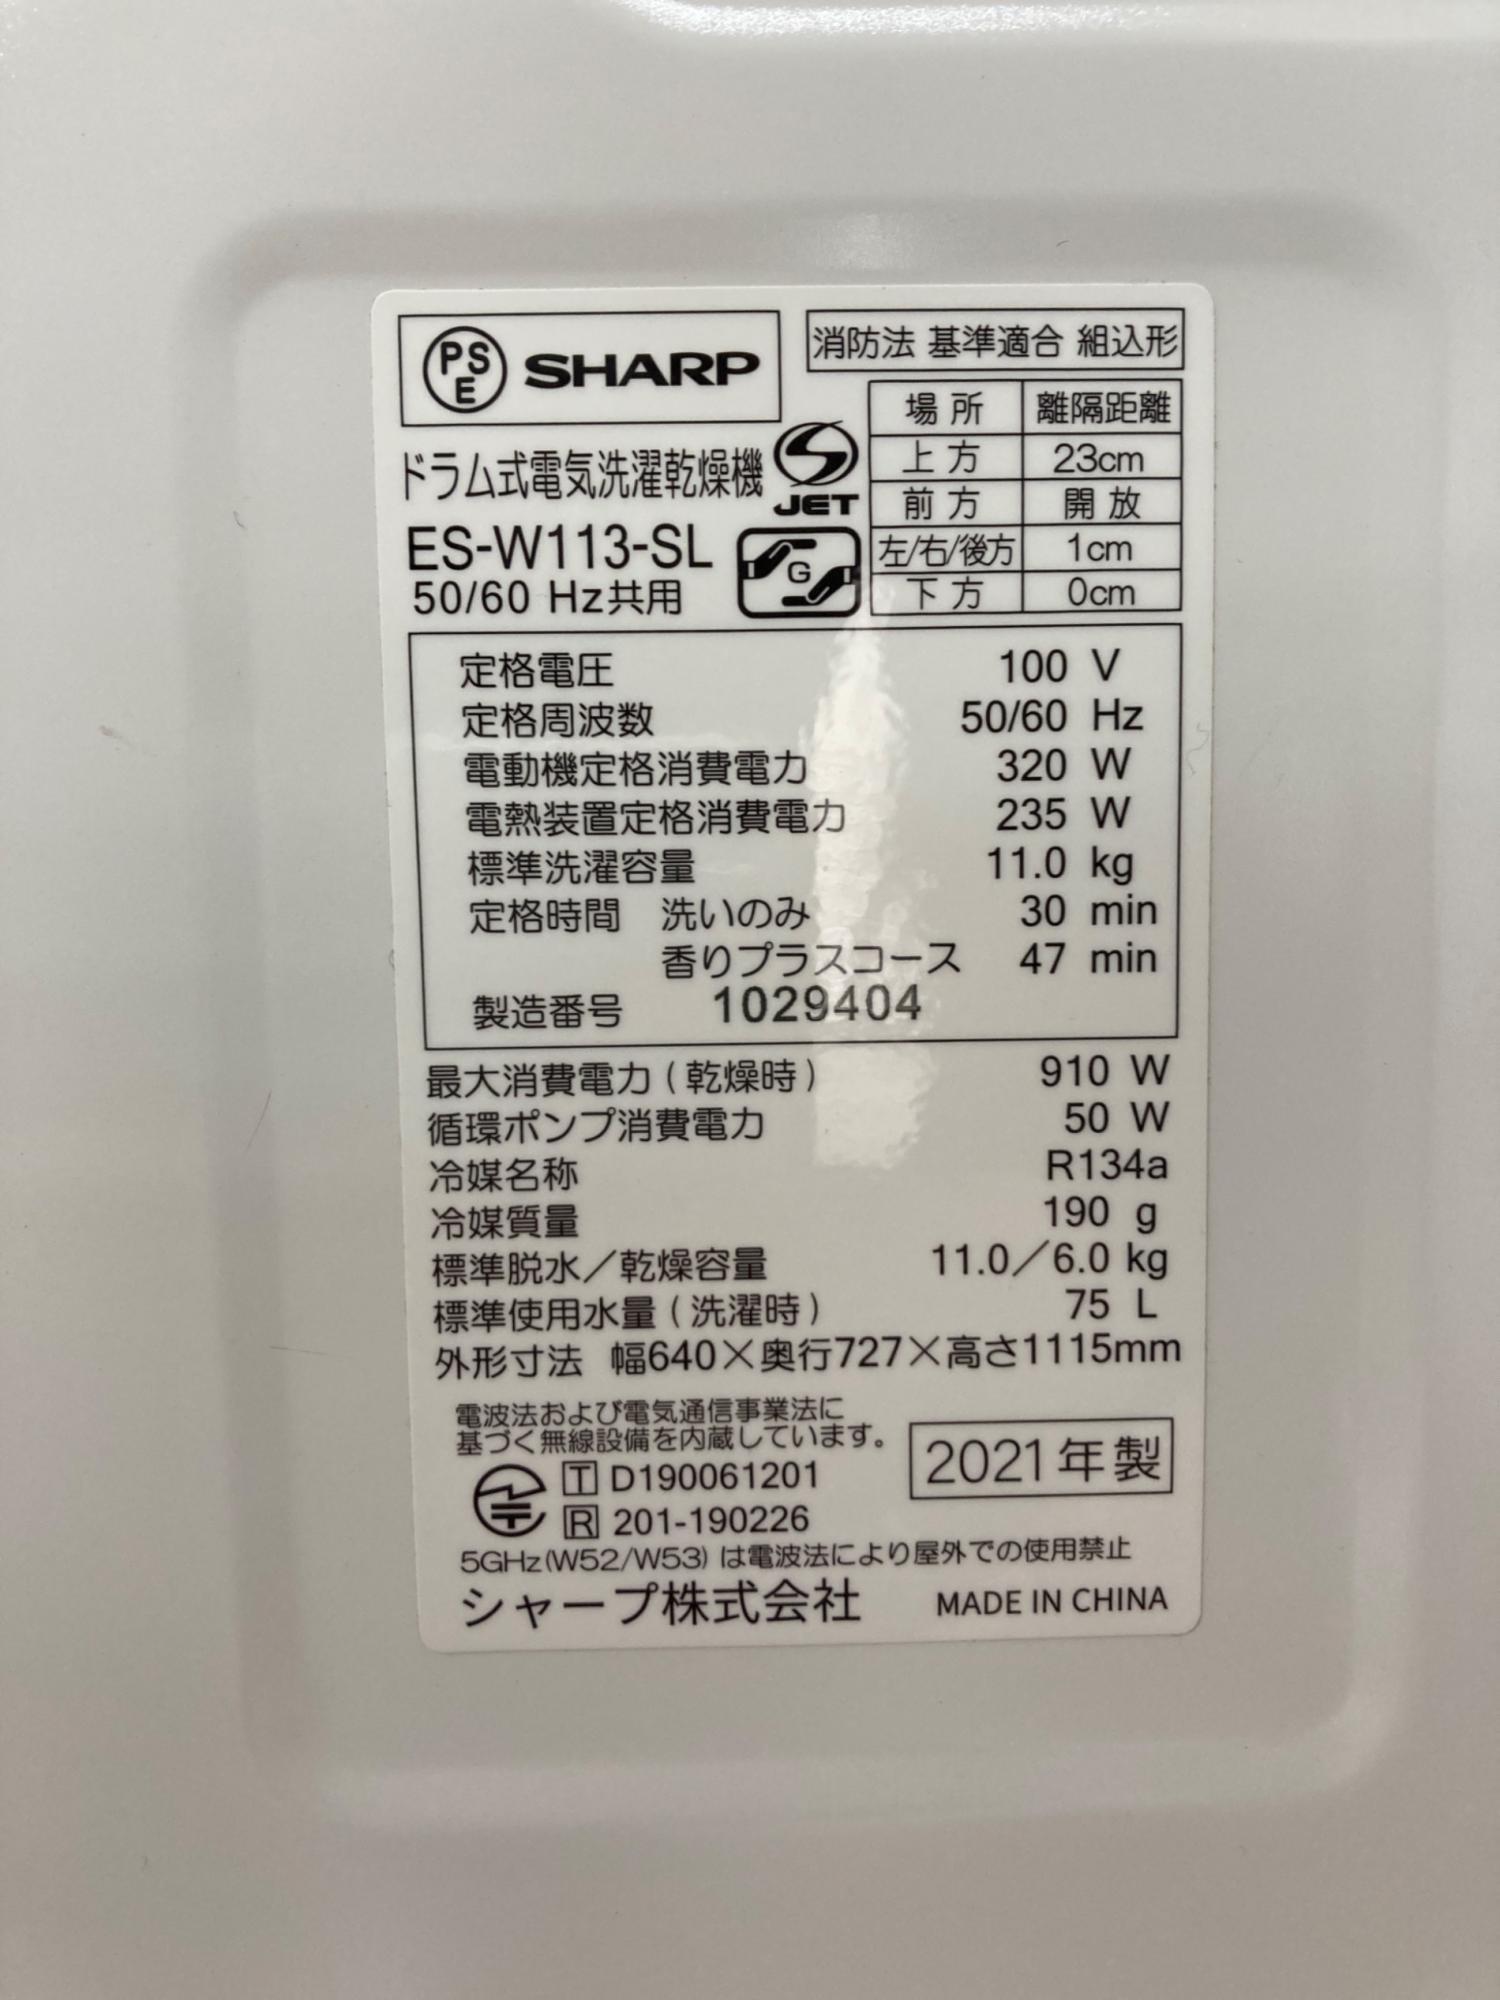 PSE SHARP
消防法 基準適合 組込形
場所 離隔距離
上方 23cm
前方 開放
左/右/後方 1cm
下方 0cm
ドラム式電気洗濯乾燥機
S JET
ES-W113-SL
G
50/60 Hz共用
定格電圧 100 V
定格周波数 50/60 Hz
電動機定格消費電力 320 W
電熱装置定格消費電力 235 W
標準洗濯容量 11.0 kg
定格時間 洗いのみ 30 min
香りプラスコース 47 min
製造番号 1029404
最大消費電力(乾燥時) 910 W
循環ポンプ消費電力 50 W
冷媒名称 R134a
冷媒質量 190 g
標準脱水/乾燥容量 11.0/6.0 kg
標準使用水量(洗濯時) 75 L
外形寸法 幅640×奥行727×高さ1115mm
電波法および電気通信事業法に
基づく無線設備を内蔵しています。
T D190061201
R 201-190226
2021年製
5GHz(W52/W53)は電波法により屋外での使用禁止
シャープ株式会社 MADE IN CHINA